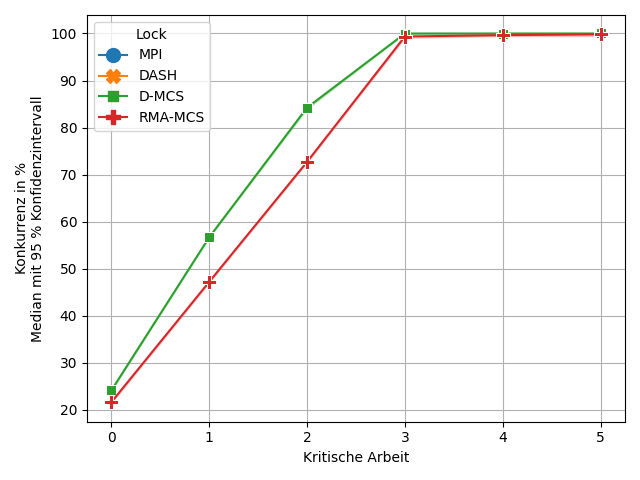 Lock
MPI
DASH
D-MCS
RMA-MCS
100
90
80
70
60
50
40
30
20
Konkurrenz in %
Median mit 95 % Konfidenzintervall
0 1 2 3 4 5
Kritische Arbeit